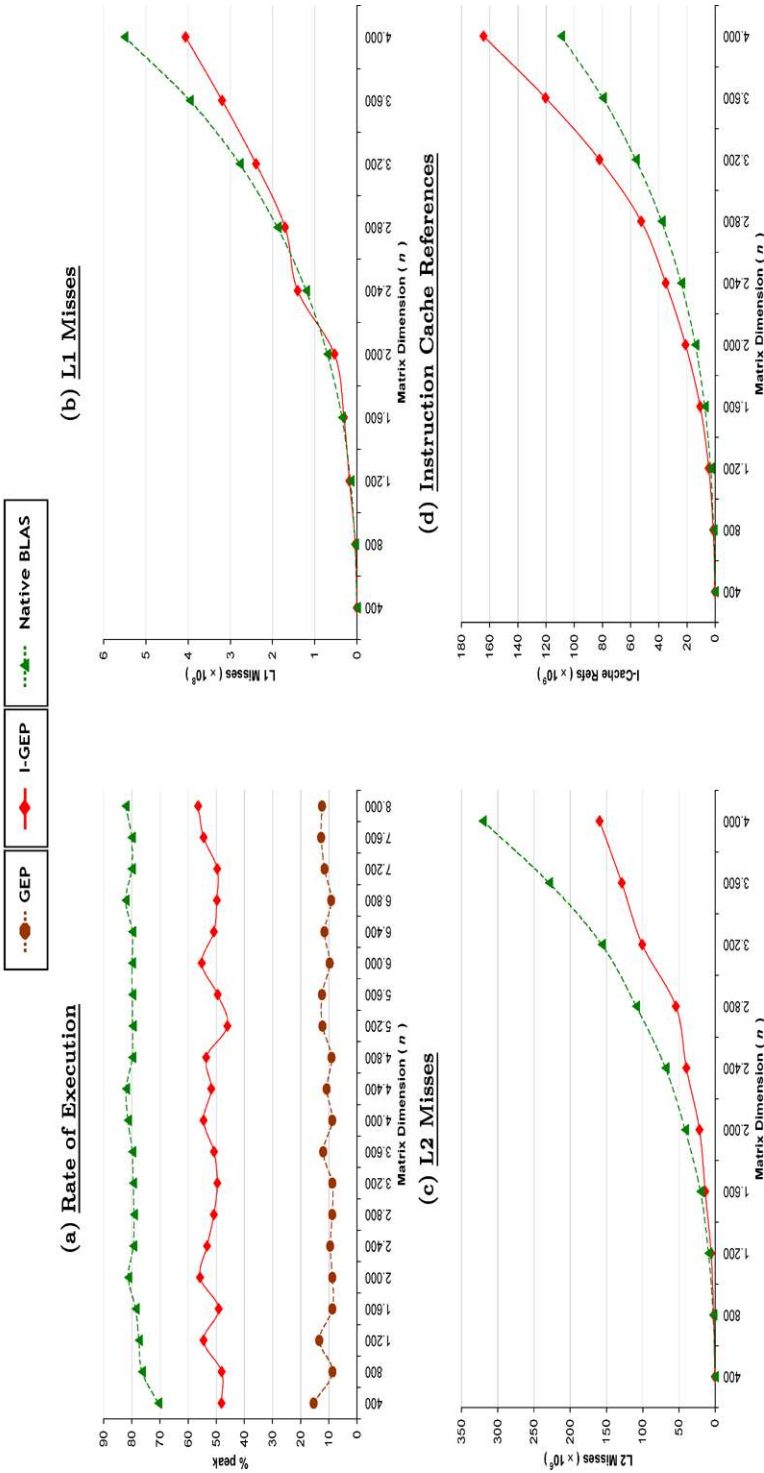 GEP I-GEP Native BLAS
(a) Rate of Execution
% peak
90
80
70
60
50
40
30
20
10
0
400 800 1.200 1.600 2.000 2.400 2.800 3.200 3.600 4.000 4.400 4.800 5.200 5.600 6.000 6.400 6.800 7.200 7.600 8.000
Matrix Dimension ( n )
(b) L1 Misses
L1 Misses ( × 10⁸ )
6
5
4
3
2
1
0
400 800 1.200 1.600 2.000 2.400 2.800 3.200 3.600 4.000
Matrix Dimension ( n )
(c) L2 Misses
L2 Misses ( × 10⁶ )
350
300
250
200
150
100
50
0
400 800 1.200 1.600 2.000 2.400 2.800 3.200 3.600 4.000
Matrix Dimension ( n )
(d) Instruction Cache References
I-Cache Refs ( × 10⁹ )
180
160
140
120
100
80
60
40
20
0
400 800 1.200 1.600 2.000 2.400 2.800 3.200 3.600 4.000
Matrix Dimension ( n )